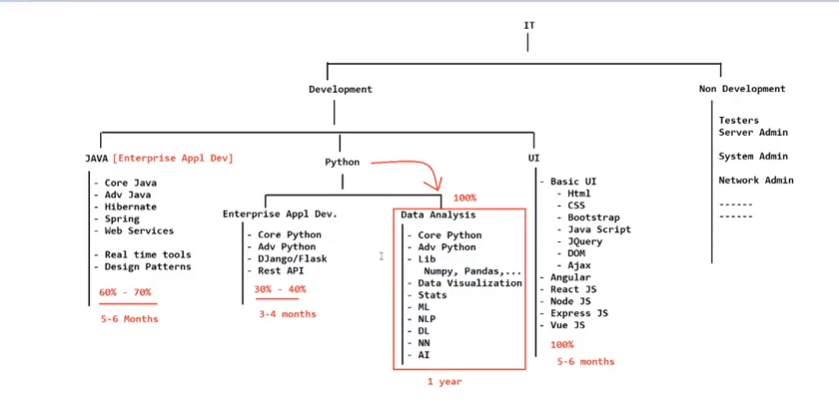 IT
Development
Non Development
Testers
Server Admin
System Admin
Network Admin
------
------
JAVA [Enterprise Appl Dev]
- Core Java
- Adv Java
- Hibernate
- Spring
- Web Services
- Real time tools
- Design Patterns
60% - 70%
5-6 Months
Python
Enterprise Appl Dev.
- Core Python
- Adv Python
- DJango/Flask
- Rest API
30% - 40%
3-4 months
100%
Data Analysis
- Core Python
- Adv Python
- Lib
Numpy, Pandas,...
- Data Visualization
- Stats
- ML
- NLP
- DL
- NN
- AI
1 year
UI
- Basic UI
- Html
- CSS
- Bootstrap
- Java Script
- JQuery
- DOM
- Ajax
- Angular
- React JS
- Node JS
- Express JS
- Vue JS
100%
5-6 months